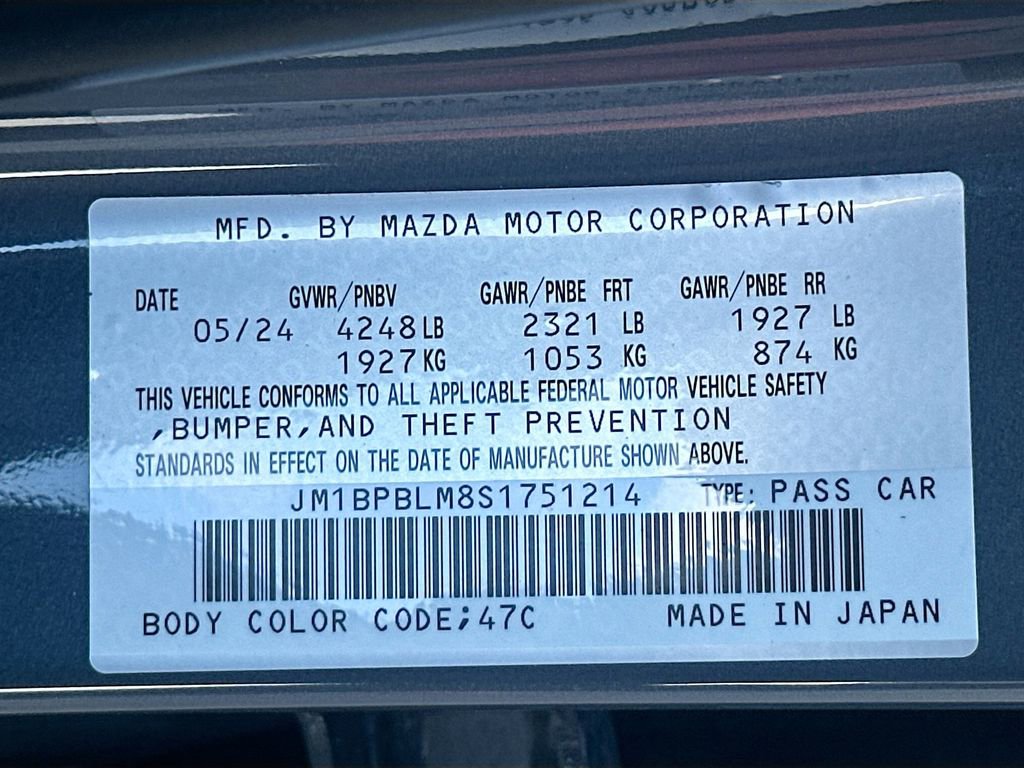 MFD. BY MAZDA MOTOR CORPORATION
DATE GVWR/PNBV GAWR/PNBE FRT GAWR/PNBE RR
05/24 4248 LB 2321 LB 1927 LB
1927 KG 1053 KG 874 KG
THIS VEHICLE CONFORMS TO ALL APPLICABLE FEDERAL MOTOR VEHICLE SAFETY
,BUMPER,AND THEFT PREVENTION
STANDARDS IN EFFECT ON THE DATE OF MANUFACTURE SHOWN ABOVE.
JM1BPBLM8S1751214 TYPE: PASS CAR
BODY COLOR CODE;47C MADE IN JAPAN